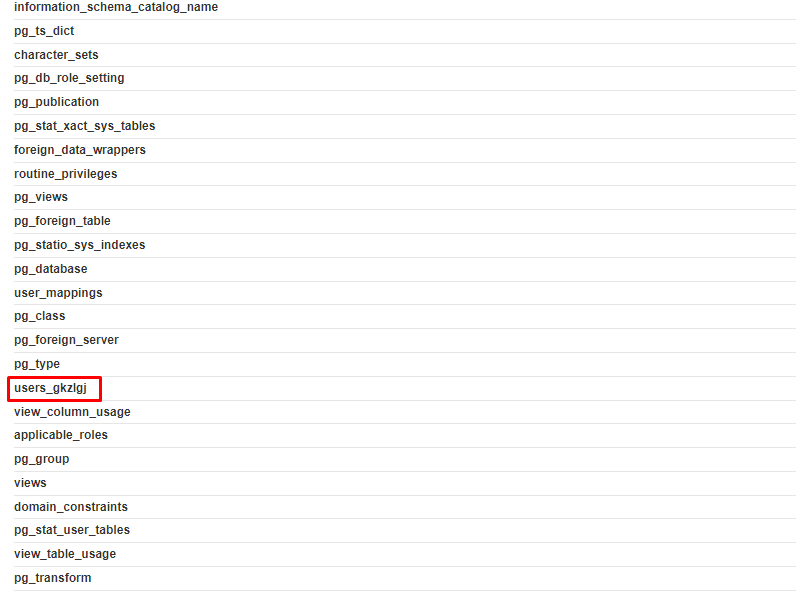 information_schema_catalog_name
pg_ts_dict
character_sets
pg_db_role_setting
pg_publication
pg_stat_xact_sys_tables
foreign_data_wrappers
routine_privileges
pg_views
pg_foreign_table
pg_statio_sys_indexes
pg_database
user_mappings
pg_class
pg_foreign_server
pg_type
users_gkzlgj
view_column_usage
applicable_roles
pg_group
views
domain_constraints
pg_stat_user_tables
view_table_usage
pg_transform